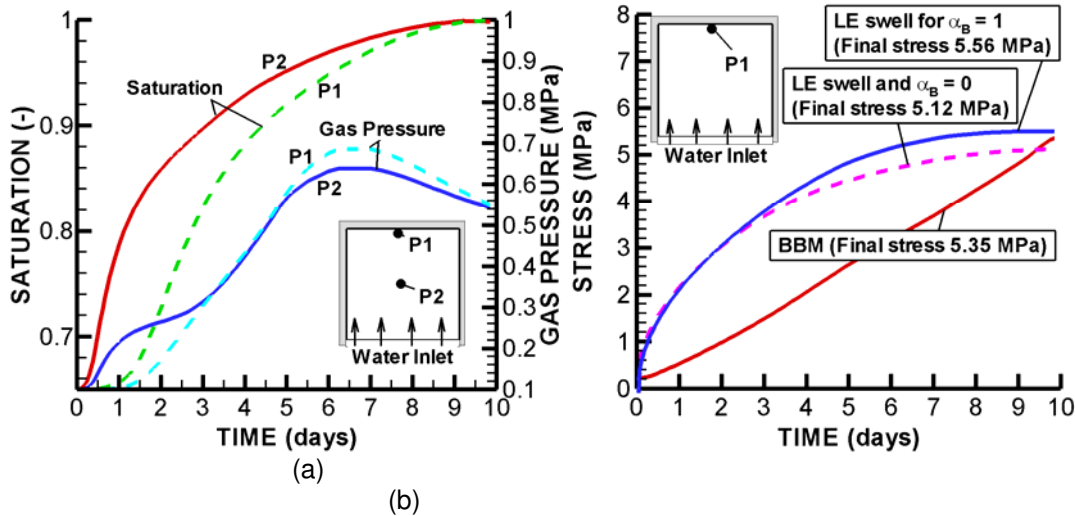 SATURATION (-)
1
0.9
0.8
0.7
P2
Saturation
P1
Gas Pressure
P1
P2
P1
P2
Water Inlet
1
0.9
0.8
0.7
0.6
0.5
0.4
0.3
0.2
0.1
GAS PRESSURE (MPa)
0 1 2 3 4 5 6 7 8 9 10
TIME (days)
(a)
STRESS (MPa)
8
7
6
5
4
3
2
1
0
P1
Water Inlet
LE swell for αB = 1
(Final stress 5.56 MPa)
LE swell and αB = 0
(Final stress 5.12 MPa)
BBM (Final stress 5.35 MPa)
0 1 2 3 4 5 6 7 8 9 10
TIME (days)
(b)